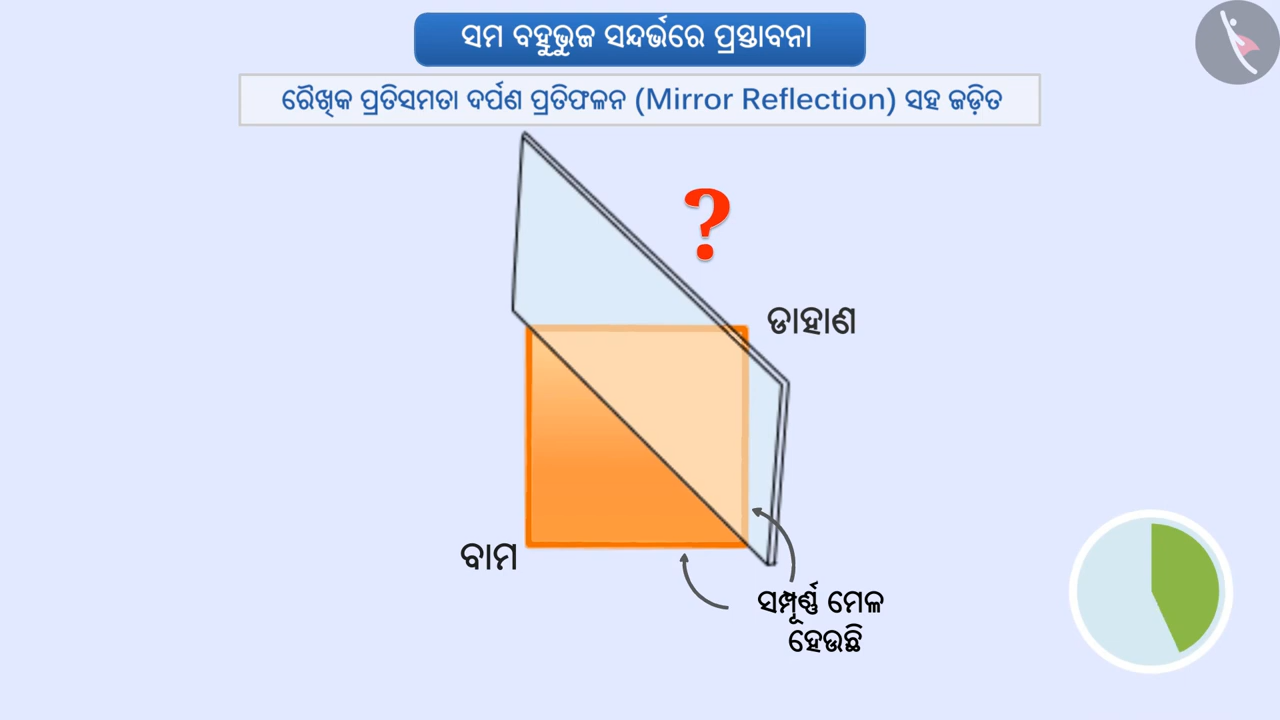 ସମ ବହୁଭୁଜ ସନ୍ଦର୍ଭରେ ପ୍ରସ୍ତାବନା
ରୈଖିକ ପ୍ରତିସମତା ଦର୍ପଣ ପ୍ରତିଫଳନ (Mirror Reflection) ସହ ଜଡ଼ିତ
?
ଡାହାଣ
ବାମ
ସମ୍ପୂର୍ଣ୍ଣ ମେଳ
ହେଉଛି